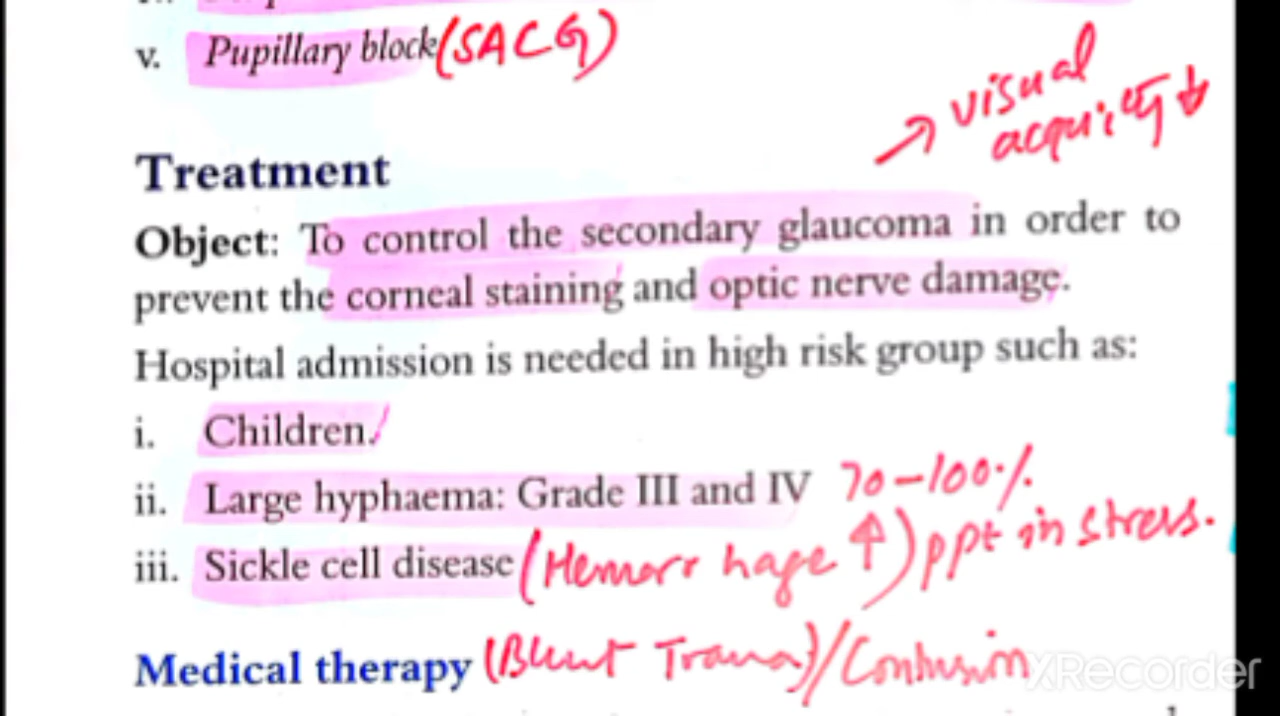 v. Pupillary block (SACG)
→ visual
acquity ↓
Treatment
Object: To control the secondary glaucoma in order to
prevent the corneal staining and optic nerve damage.
Hospital admission is needed in high risk group such as:
i. Children.
ii. Large hyphaema: Grade III and IV 70-100%.
iii. Sickle cell disease (Hemorrhage ↑) ppt in stress.
Medical therapy (Blunt Trauma)/Contusion
XRecorder